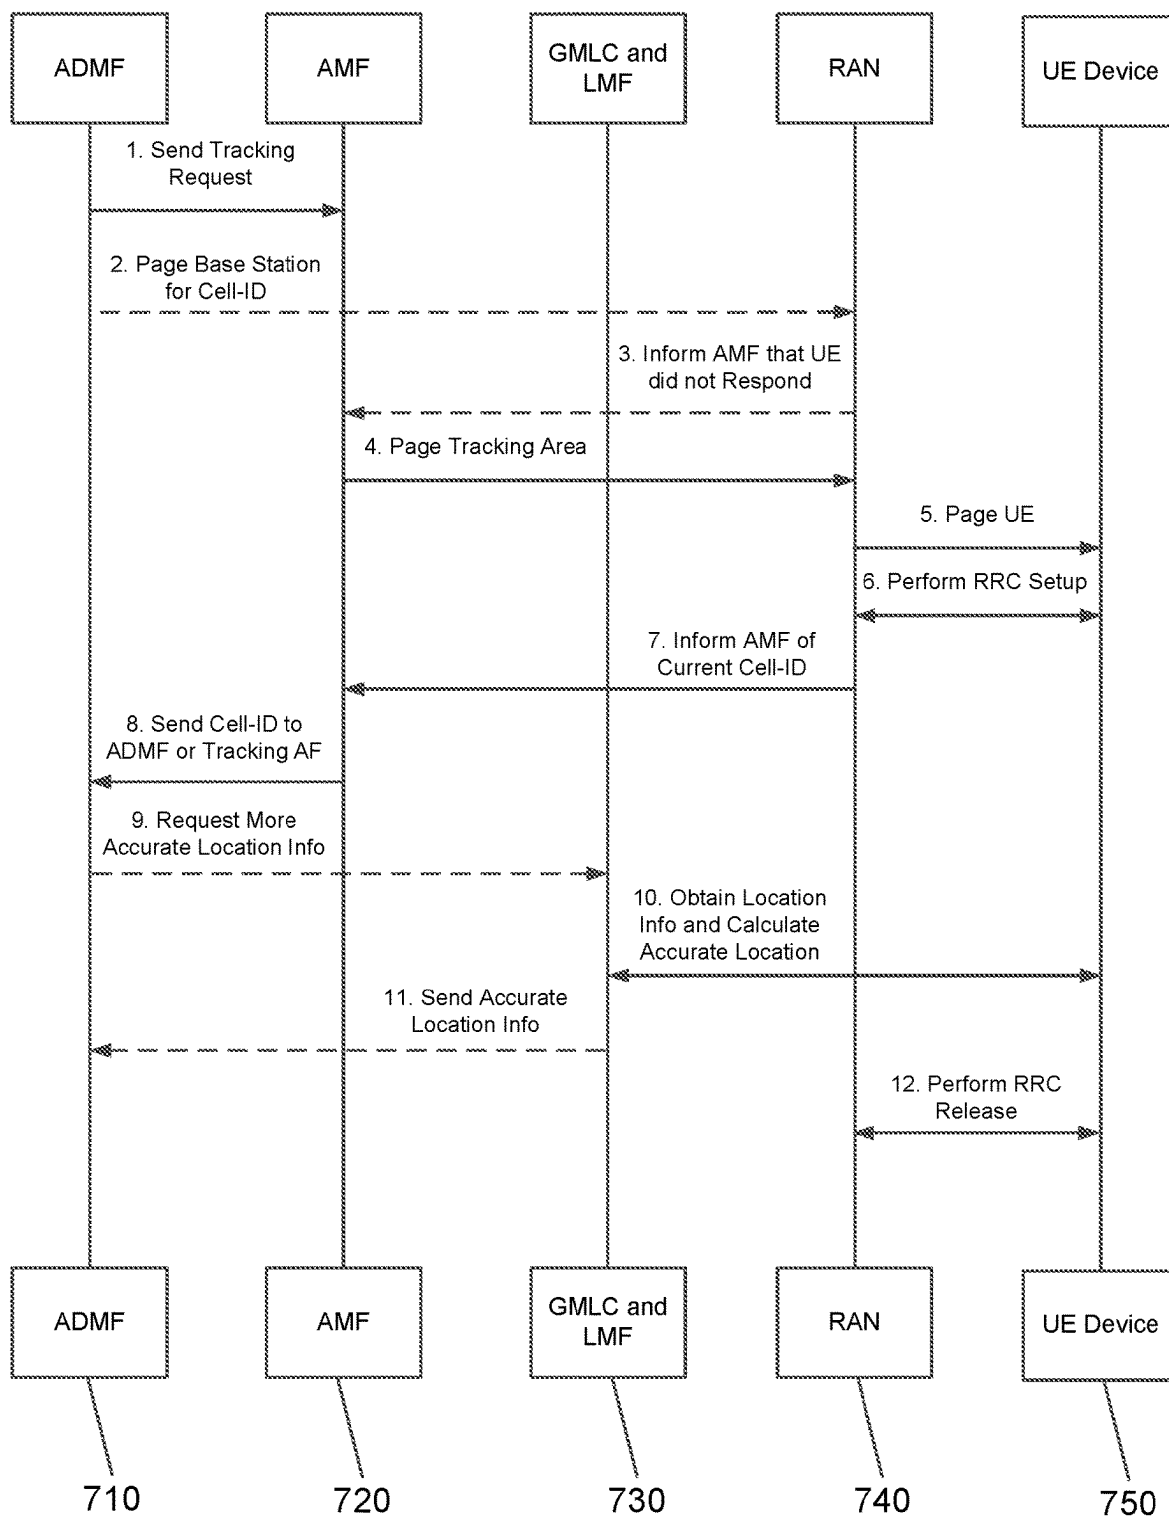 ADMF
AMF
GMLC and
LMF
RAN
UE Device
1. Send Tracking
Request
2. Page Base Station
for Cell-ID
3. Inform AMF that UE
did not Respond
4. Page Tracking Area
5. Page UE
6. Perform RRC Setup
7. Inform AMF of
Current Cell-ID
8. Send Cell-ID to
ADMF or Tracking AF
9. Request More
Accurate Location Info
10. Obtain Location
Info and Calculate
Accurate Location
11. Send Accurate
Location Info
12. Perform RRC
Release
ADMF
AMF
GMLC and
LMF
RAN
UE Device
710
720
730
740
750